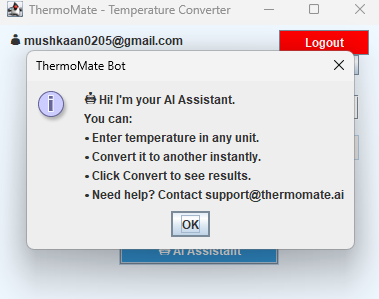 ThermoMate - Temperature Converter
mushkaan0205@gmail.com
Logout
ThermoMate Bot
Hi! I'm your AI Assistant.
You can:
• Enter temperature in any unit.
• Convert it to another instantly.
• Click Convert to see results.
• Need help? Contact support@thermomate.ai
OK
AI Assistant